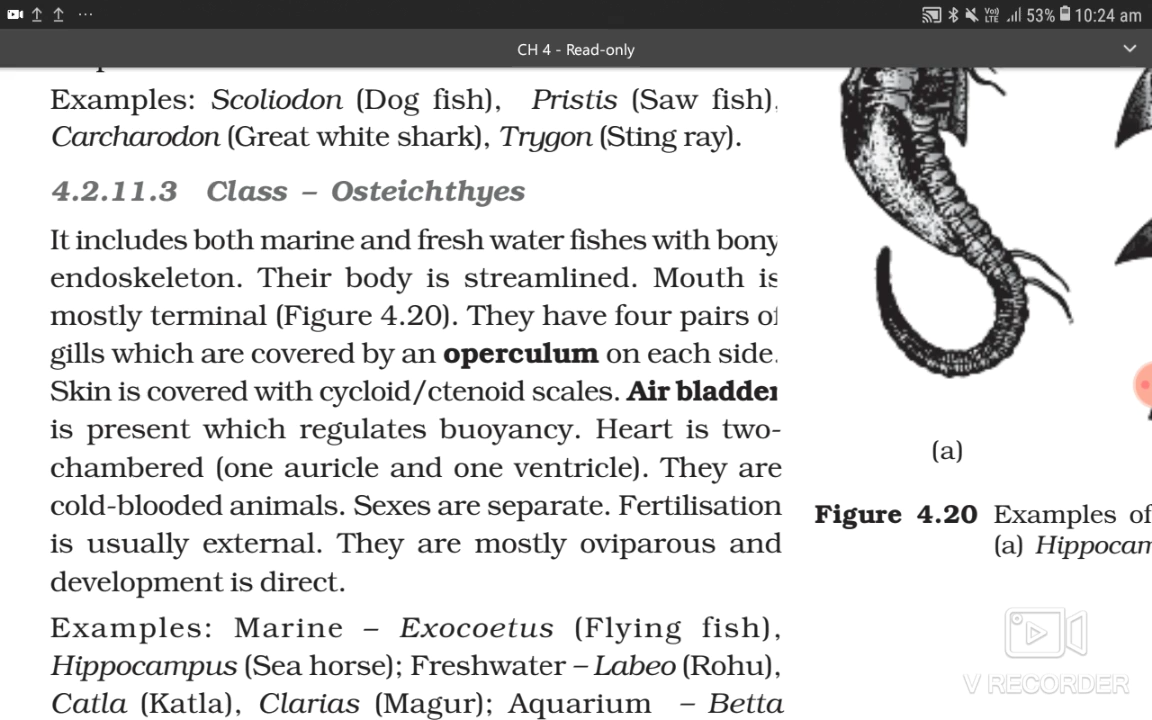 53% 10:24 am
CH 4 - Read-only
Examples: Scoliodon (Dog fish), Pristis (Saw fish),
Carcharodon (Great white shark), Trygon (Sting ray).
4.2.11.3 Class – Osteichthyes
It includes both marine and fresh water fishes with bony
endoskeleton. Their body is streamlined. Mouth is
mostly terminal (Figure 4.20). They have four pairs of
gills which are covered by an operculum on each side.
Skin is covered with cycloid/ctenoid scales. Air bladder
is present which regulates buoyancy. Heart is two-
chambered (one auricle and one ventricle). They are
cold-blooded animals. Sexes are separate. Fertilisation
is usually external. They are mostly oviparous and
development is direct.
Examples: Marine – Exocoetus (Flying fish),
Hippocampus (Sea horse); Freshwater – Labeo (Rohu),
Catla (Katla), Clarias (Magur); Aquarium – Betta
(a)
Figure 4.20 Examples of
(a) Hippocam
V RECORDER